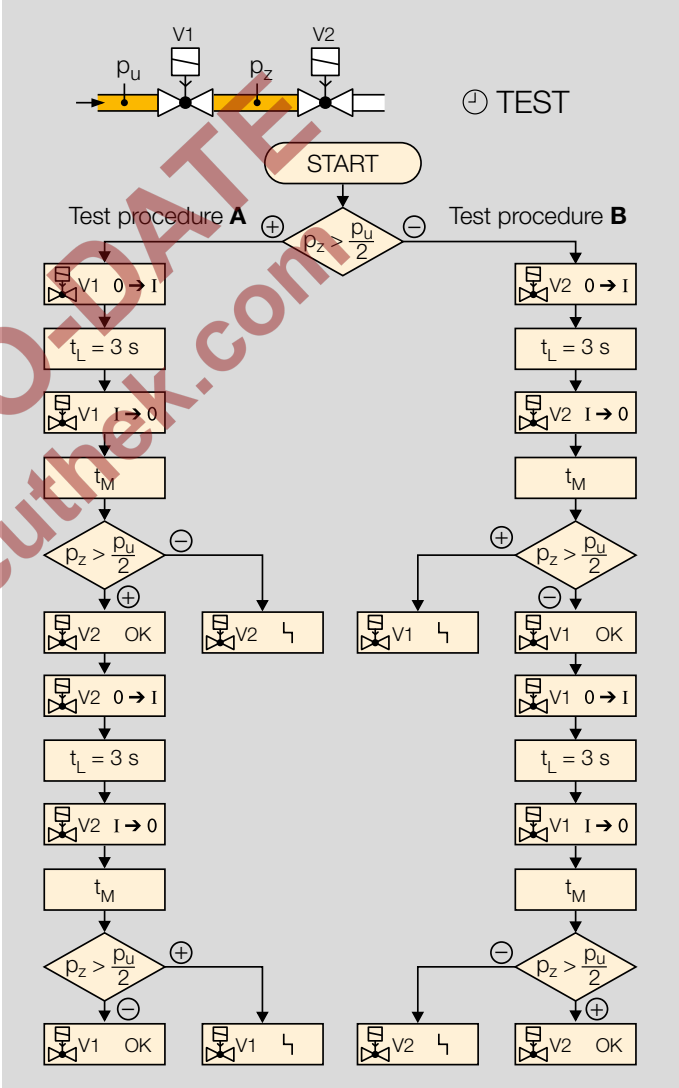 V1 V2
pu pz
TEST
START
Test procedure A + pz > pu/2 - Test procedure B
V1 0 → I V2 0 → I
tL = 3 s tL = 3 s
V1 I → 0 V2 I → 0
tM tM
pz > pu/2 - + pz > pu/2
+ -
V2 OK V2 V1 V1 OK
V2 0 → I V1 0 → I
tL = 3 s tL = 3 s
V2 I → 0 V1 I → 0
tM tM
pz > pu/2 + - pz > pu/2
- +
V1 OK V1 V2 V2 OK
O-DATE
cuthek.com